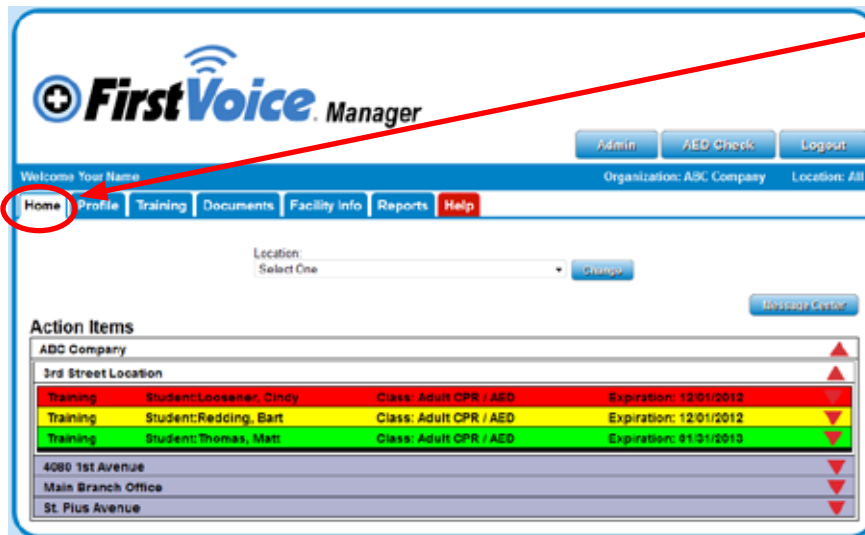 First Voice. Manager
Admin AED Check Logout
Welcome Your Name Organization: ABC Company Location: All
Home Profile Training Documents Facility Info Reports Help
Location:
Select One Change
Message Center
Action Items
ABC Company
3rd Street Location
Training Student:Loosener, Cindy Class: Adult CPR / AED Expiration: 12/01/2012
Training Student:Redding, Bart Class: Adult CPR / AED Expiration: 12/01/2012
Training Student:Thomas, Matt Class: Adult CPR / AED Expiration: 01/31/2013
4080 1st Avenue
Main Branch Office
St. Pius Avenue